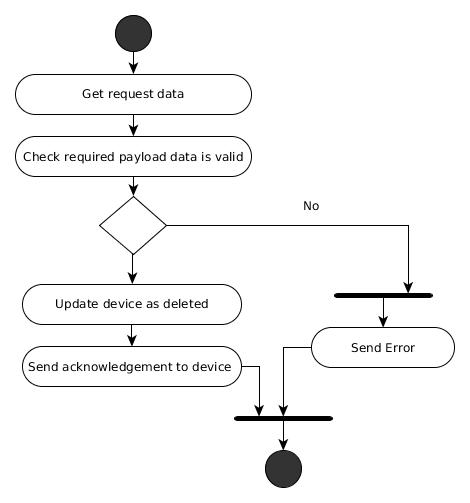 Get request data
Check required payload data is valid
No
Update device as deleted
Send Error
Send acknowledgement to device